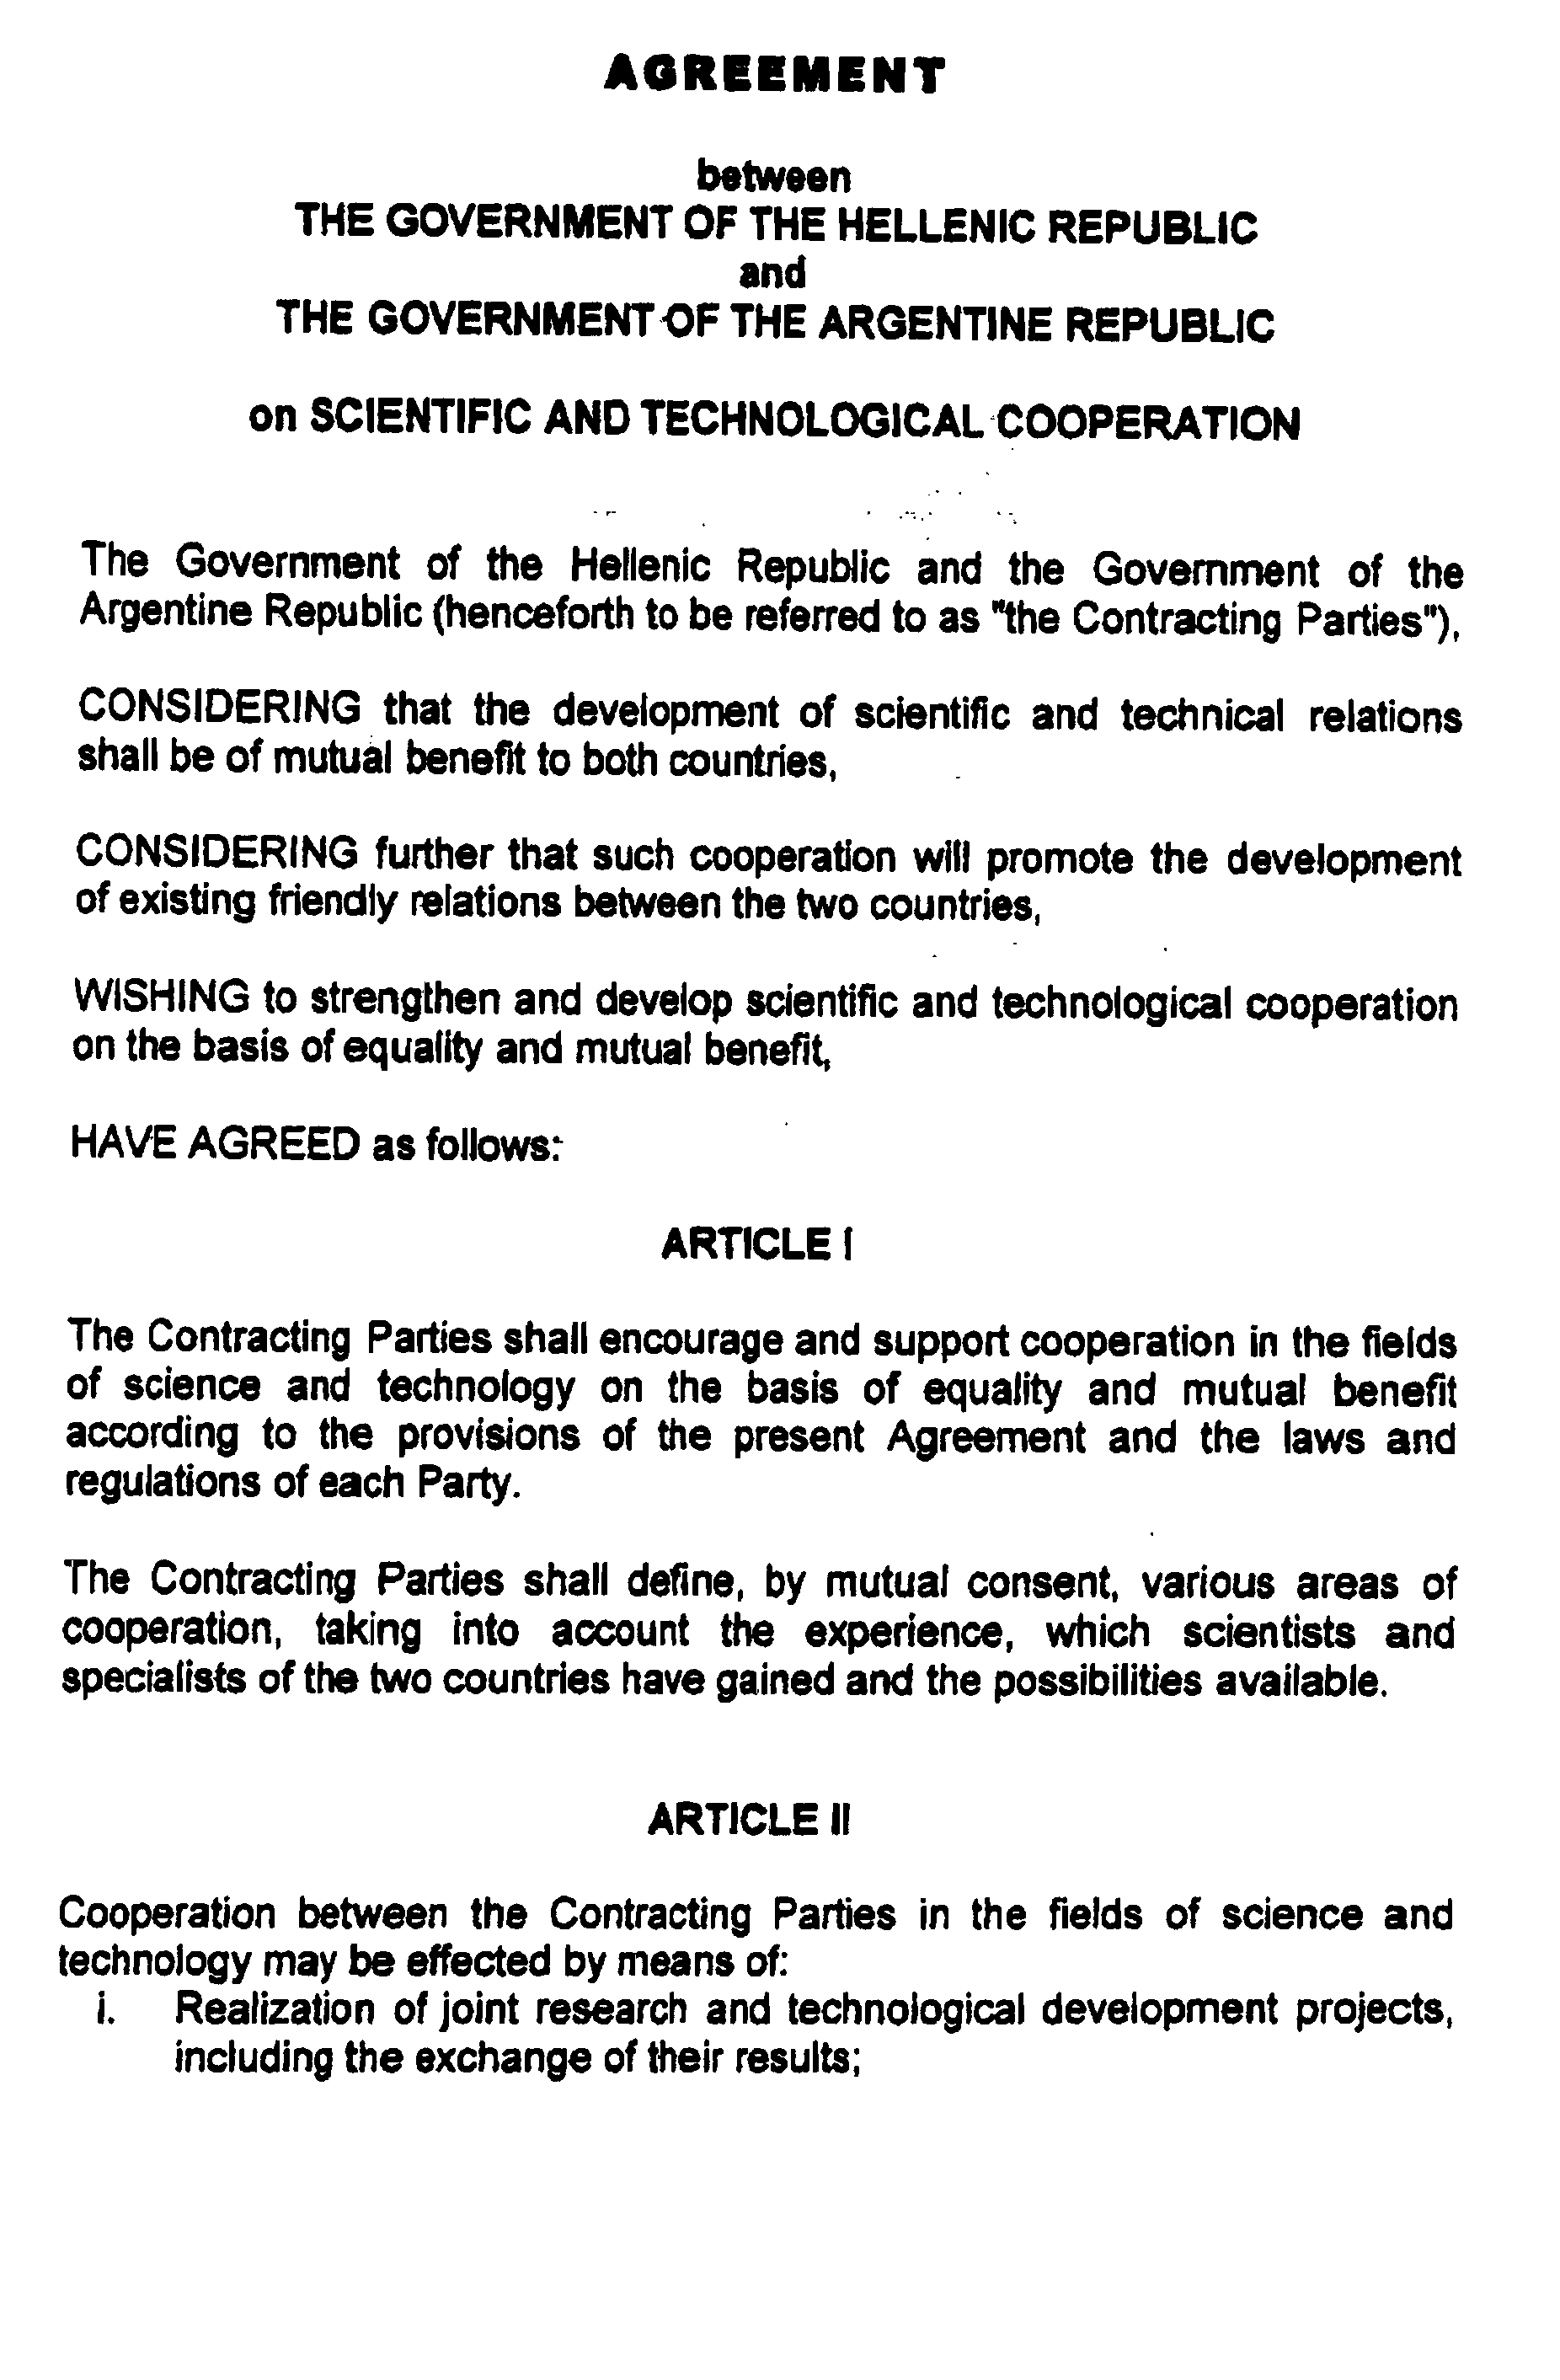 AGREEMENT
between
THE GOVERNMENT OF THE HELLENIC REPUBLIC
and
THE GOVERNMENT OF THE ARGENTINE REPUBLIC
on SCIENTIFIC AND TECHNOLOGICAL COOPERATION
The Government of the Hellenic Republic and the Government of the
Argentine Republic (henceforth to be referred to as "the Contracting Parties"),
CONSIDERING that the development of scientific and technical relations
shall be of mutual benefit to both countries,
CONSIDERING further that such cooperation will promote the development
of existing friendly relations between the two countries,
WISHING to strengthen and develop scientific and technological cooperation
on the basis of equality and mutual benefit,
HAVE AGREED as follows:
ARTICLE I
The Contracting Parties shall encourage and support cooperation in the fields
of science and technology on the basis of equality and mutual benefit
according to the provisions of the present Agreement and the laws and
regulations of each Party.
The Contracting Parties shall define, by mutual consent, various areas of
cooperation, taking into account the experience, which scientists and
specialists of the two countries have gained and the possibilities available.
ARTICLE II
Cooperation between the Contracting Parties in the fields of science and
technology may be effected by means of:
i. Realization of joint research and technological development projects,
including the exchange of their results;